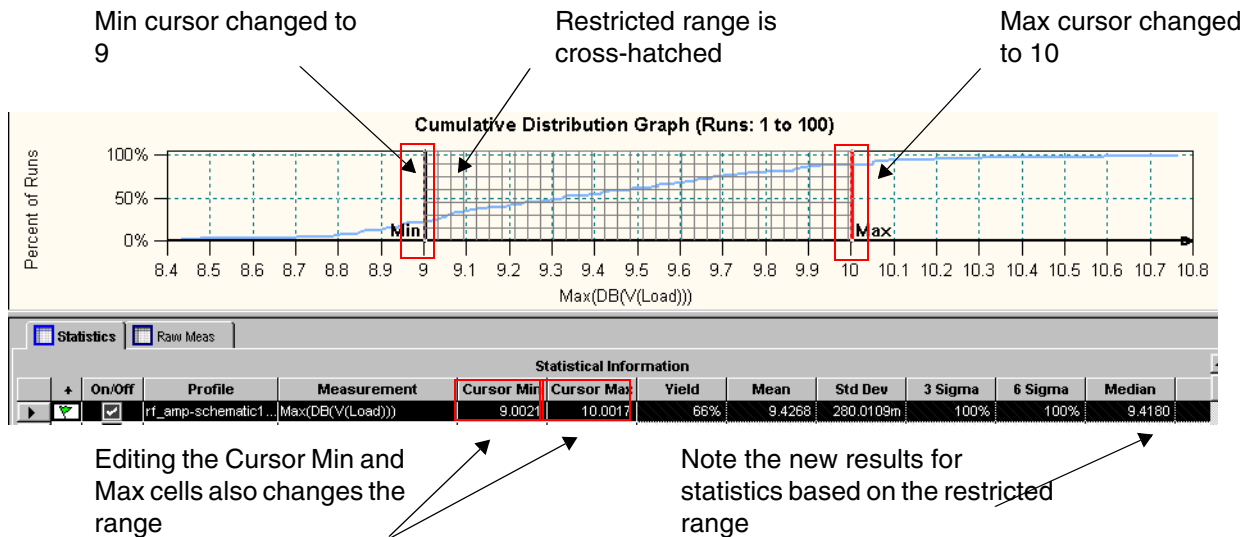 Min cursor changed to
9
Restricted range is
cross-hatched
Max cursor changed
to 10
Cumulative Distribution Graph (Runs: 1 to 100)
Percent of Runs
100%
50%
0%
Min
Max
8.4 8.5 8.6 8.7 8.8 8.9 9 9.1 9.2 9.3 9.4 9.5 9.6 9.7 9.8 9.9 10 10.1 10.2 10.3 10.4 10.5 10.6 10.7 10.8
Max(DB(V(Load)))
Statistics Raw Meas
Statistical Information
+ On/Off Profile Measurement Cursor Min Cursor Max Yield Mean Std Dev 3 Sigma 6 Sigma Median
rf_amp-schematic1... Max(DB(V(Load))) 9.0021 10.0017 66% 9.4268 280.0109m 100% 100% 9.4180
Editing the Cursor Min and
Max cells also changes the
range
Note the new results for
statistics based on the restricted
range